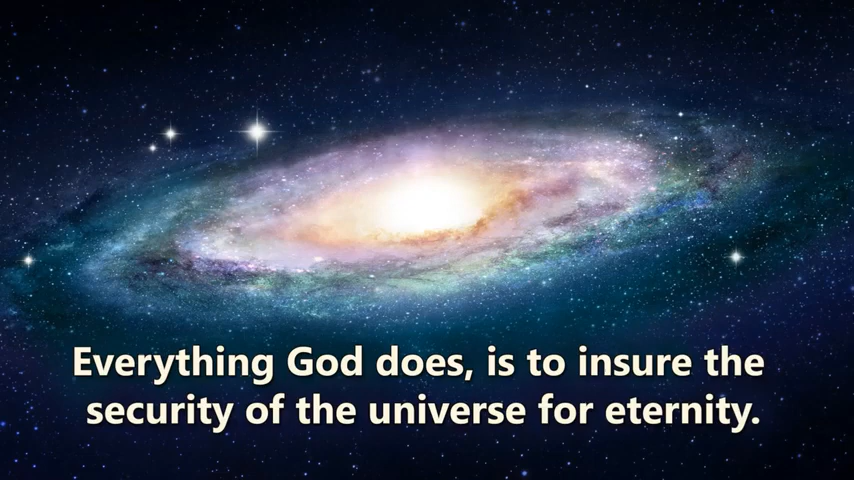 Everything God does, is to insure the
security of the universe for eternity.